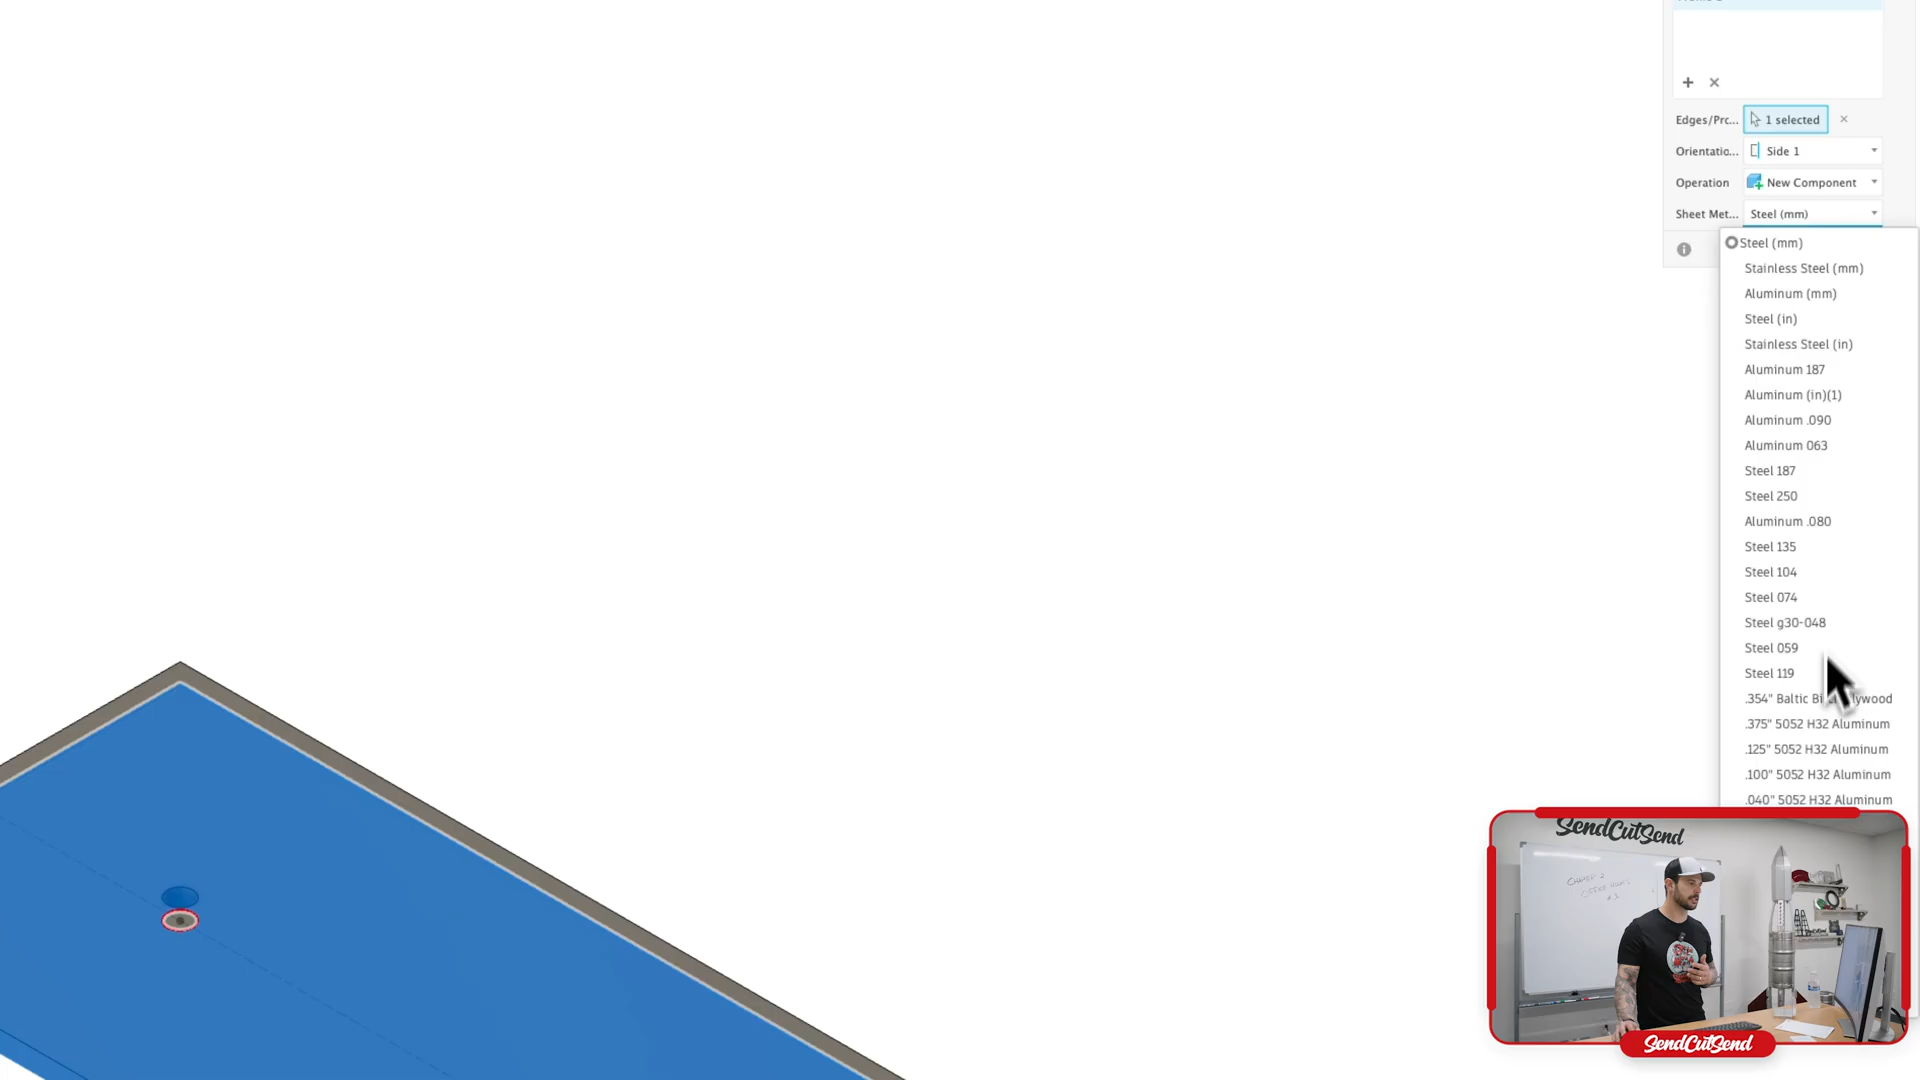 Edges/Pro... 1 selected
Orientatio... Side 1
Operation New Component
Sheet Met... Steel (mm)
Steel (mm)
Stainless Steel (mm)
Aluminum (mm)
Steel (in)
Stainless Steel (in)
Aluminum 187
Aluminum (in)(1)
Aluminum .090
Aluminum 063
Steel 187
Steel 250
Aluminum .080
Steel 135
Steel 104
Steel 074
Steel g30-048
Steel 059
Steel 119
.354" Baltic
.375" 5052 H32 Aluminum
.125" 5052 H32 Aluminum
.100" 5052 H32 Aluminum
.040" 5052 H32 Aluminum
SendCutSend
SendCutSend